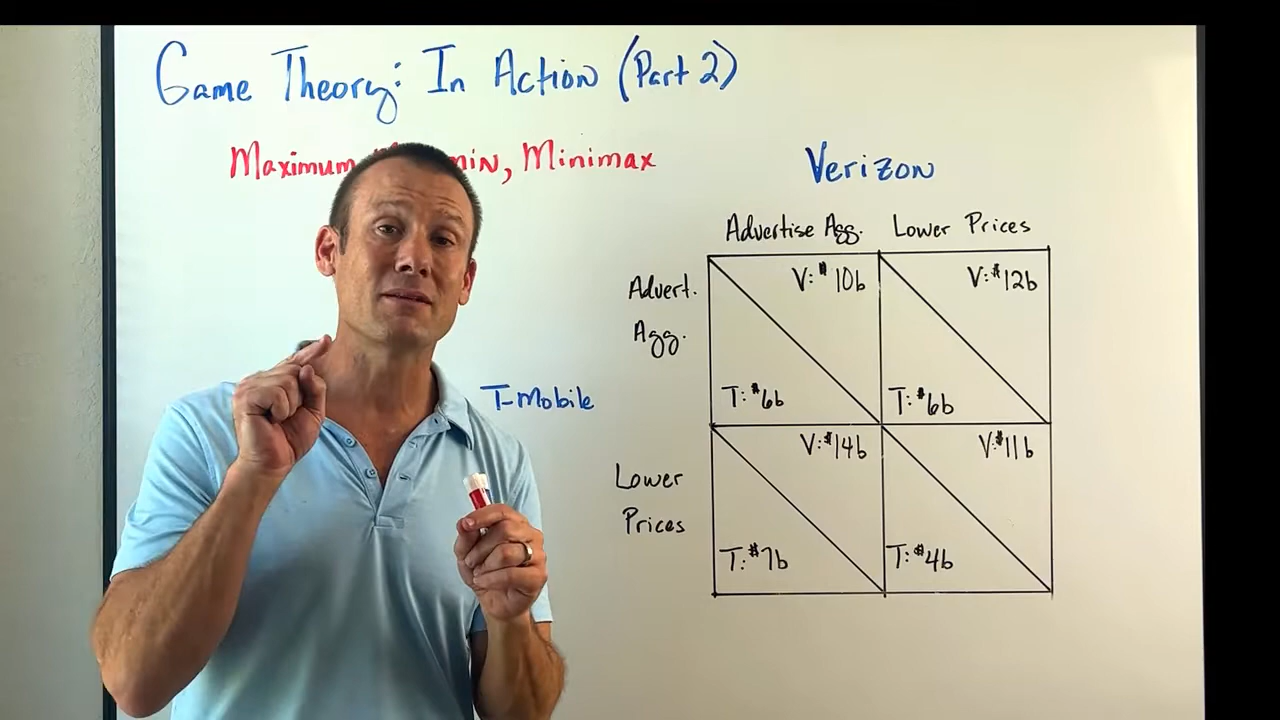 Game Theory: In Action (Part 2)
Maximum min, Minimax
Verizon
Advertise Agg. Lower Prices
Advert.
Agg.
V: $10b V: $12b
T: $6b T: $6b
T-Mobile
Lower
Prices
V: $14b V: $11b
T: $7b T: $4b